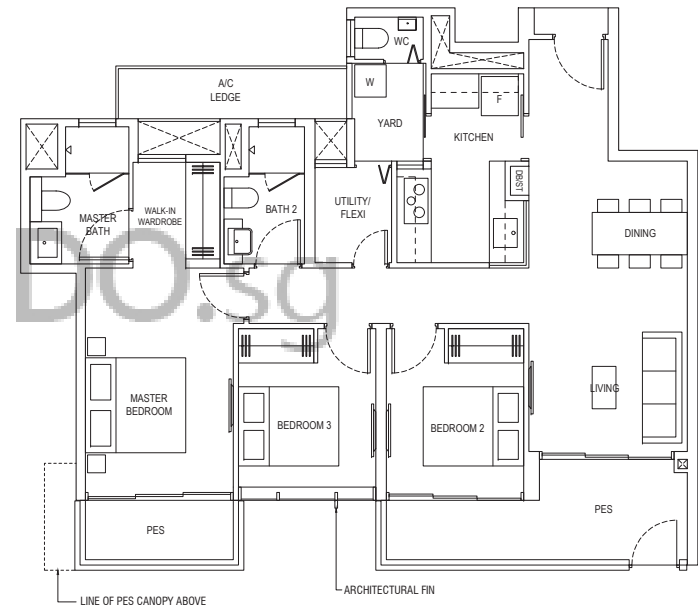 WC
A/C
LEDGE
W
F
YARD
KITCHEN
DB/ST
UTILITY/
FLEXI
BATH 2
WALK-IN
WARDROBE
MASTER
BATH
DINING
DO.sg
MASTER
BEDROOM
BEDROOM 3
BEDROOM 2
LIVING
PES
PES
ARCHITECTURAL FIN
LINE OF PES CANOPY ABOVE